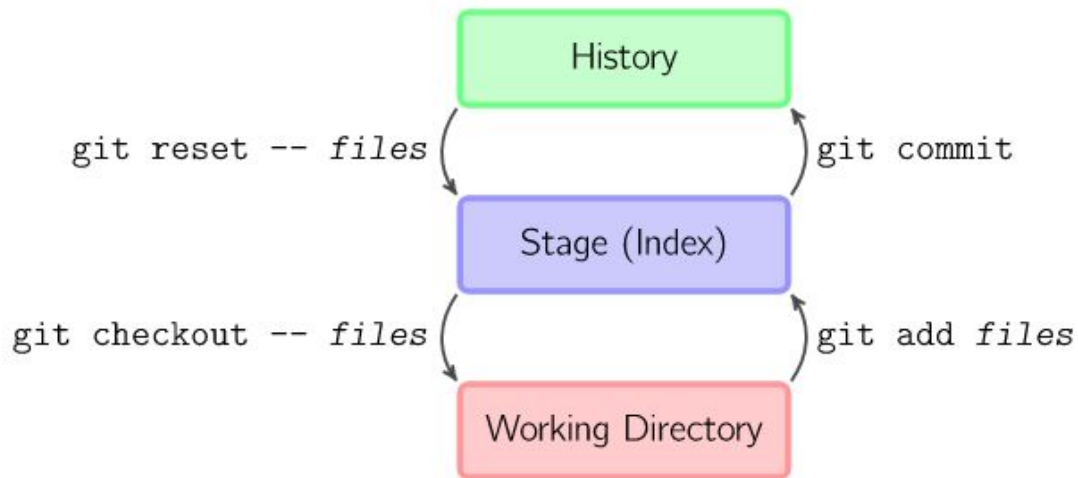 History
git reset -- files
git commit
Stage (Index)
git checkout -- files
git add files
Working Directory